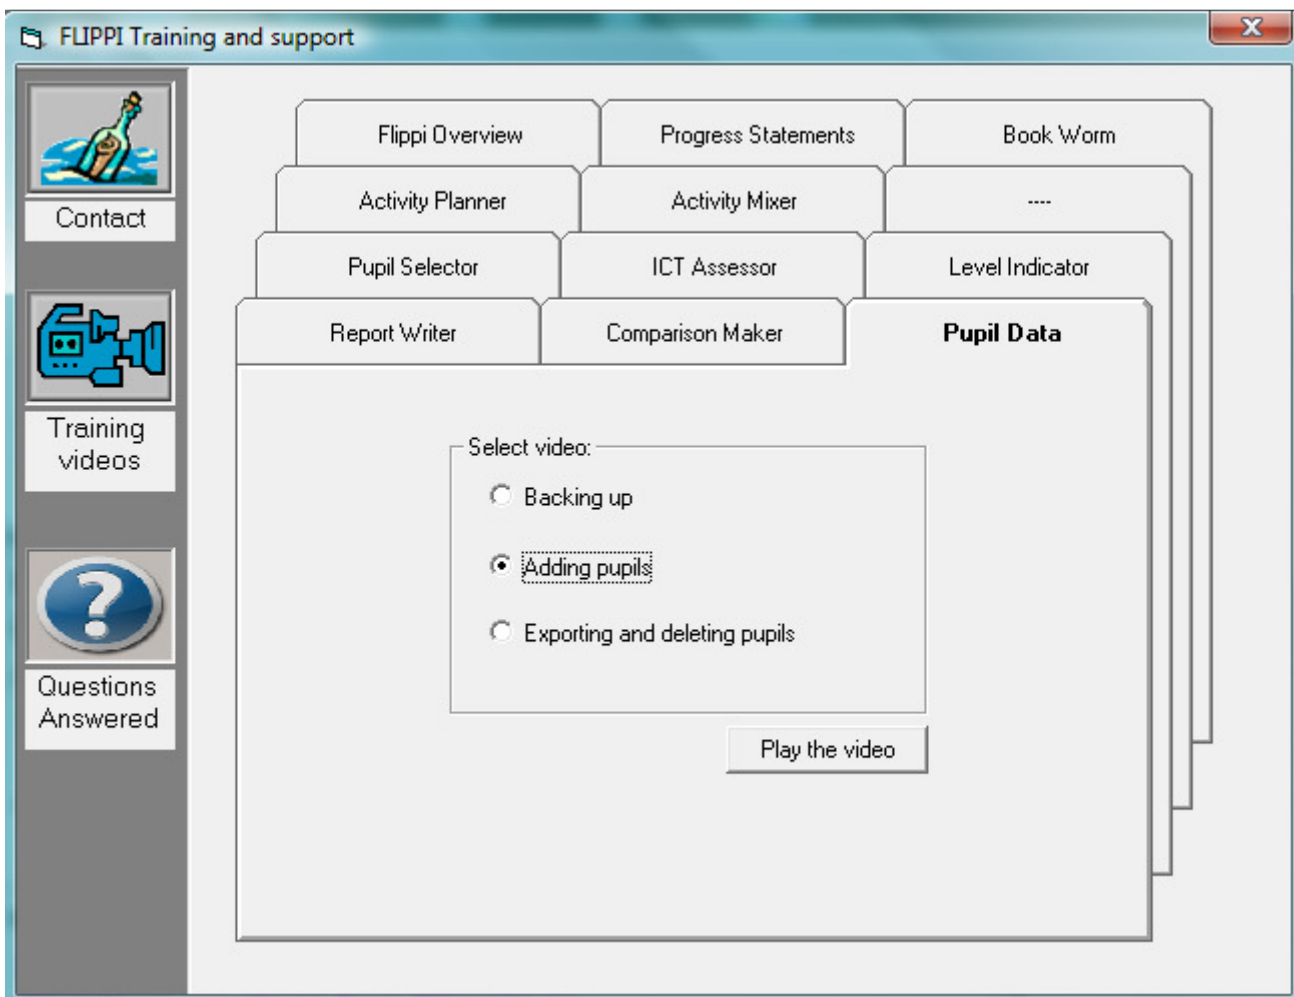 FLIPPI Training and support
Contact
Training
videos
Questions
Answered
Flippi Overview Progress Statements Book Worm
Activity Planner Activity Mixer ----
Pupil Selector ICT Assessor Level Indicator
Report Writer Comparison Maker Pupil Data
Select video:
Backing up
Adding pupils
Exporting and deleting pupils
Play the video